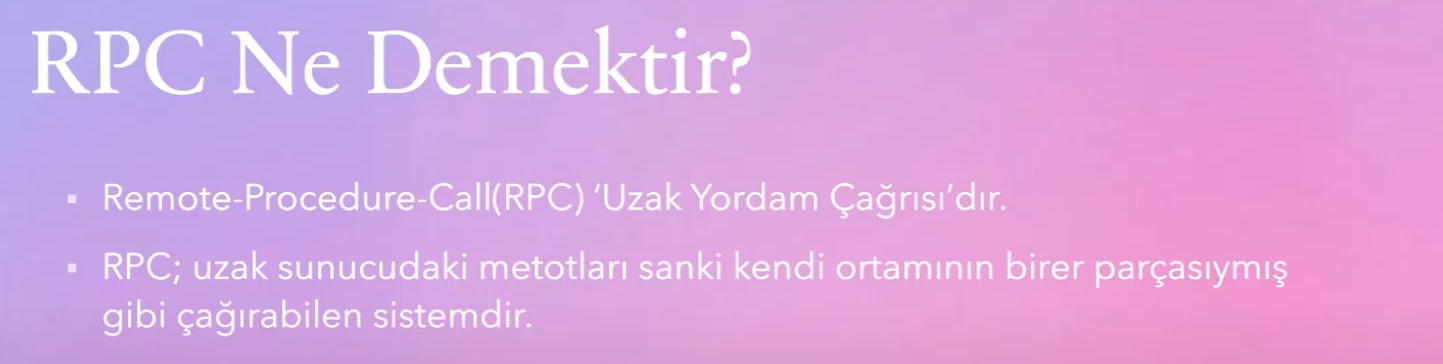 RPC Ne Demektir?
Remote-Procedure-Call(RPC) ‘Uzak Yordam Çağrısı’dır.
RPC; uzak sunucudaki metotları sanki kendi ortamının birer parçasıymış
gibi çağırabilen sistemdir.